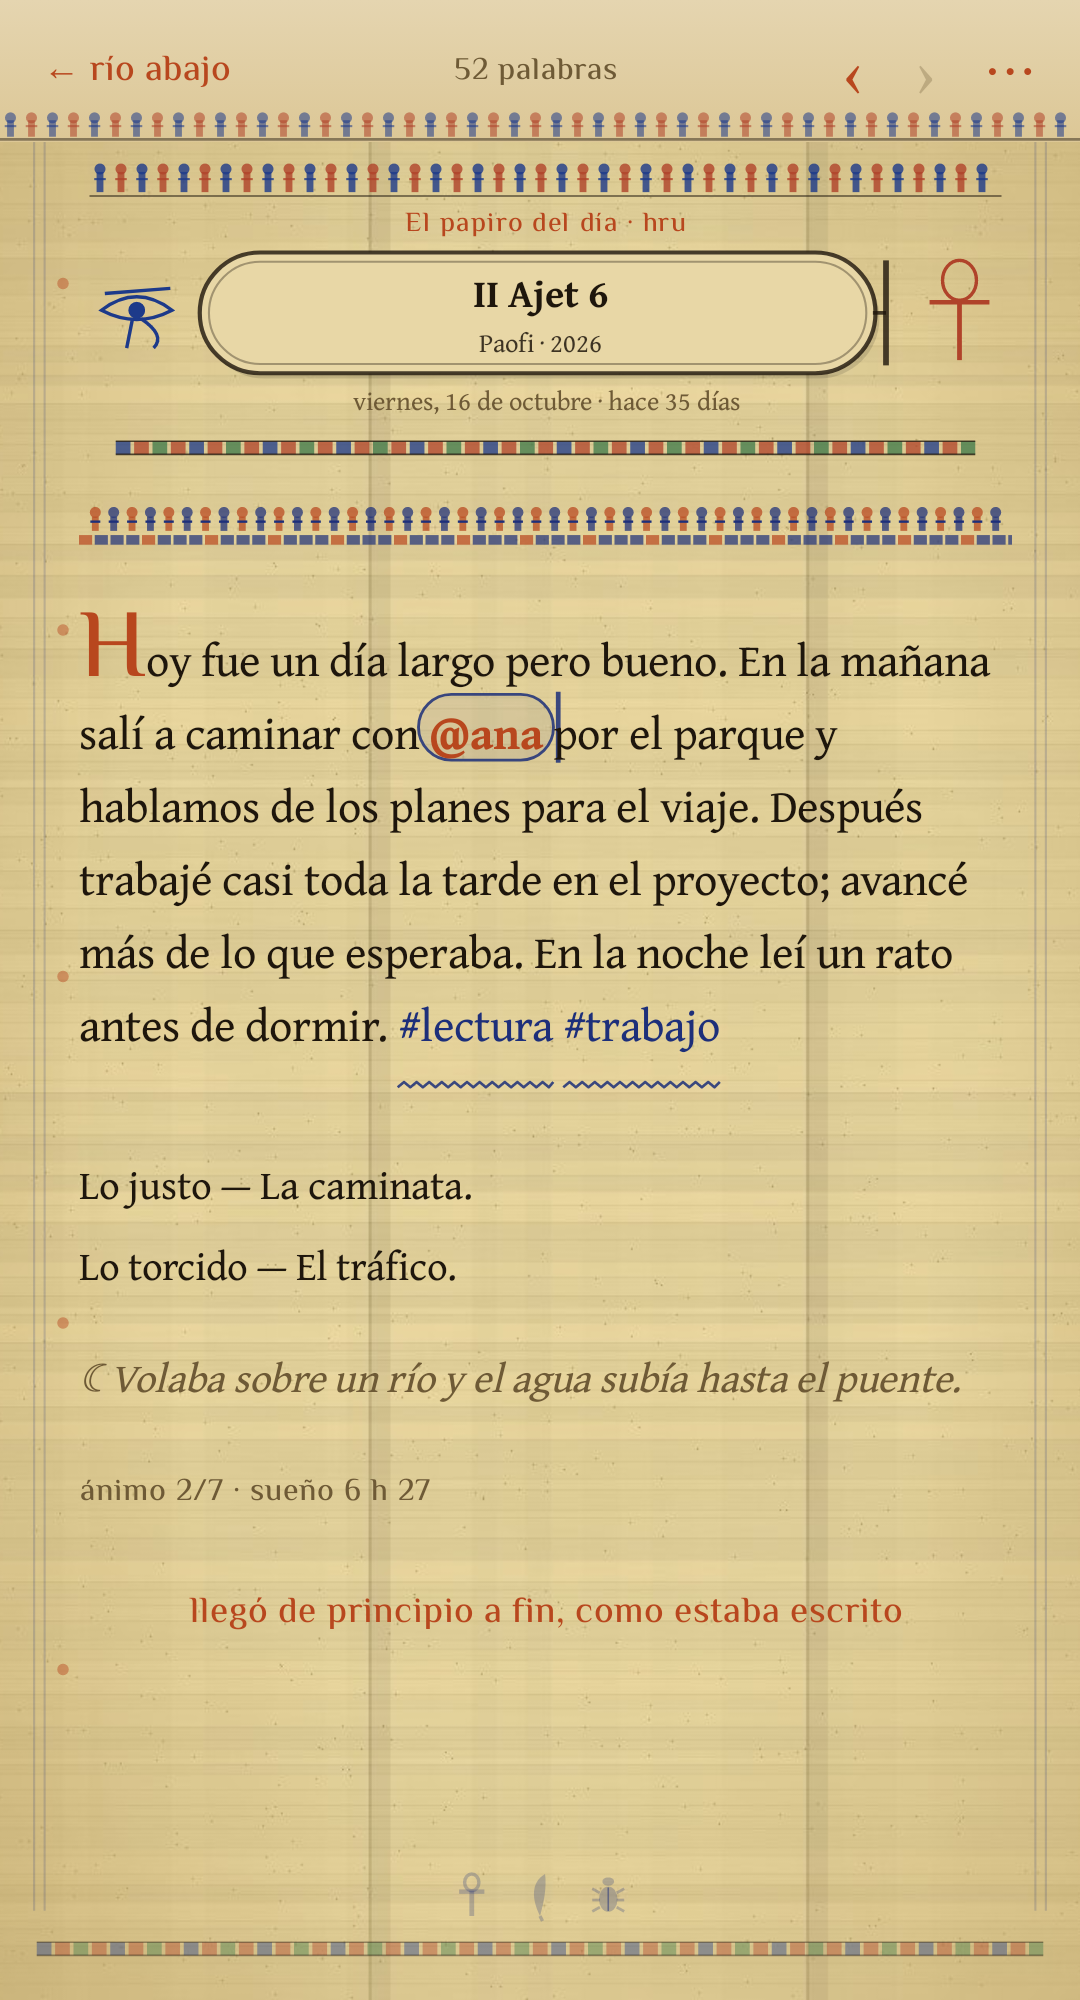 ← río abajo
52 palabras
‹ › ···
El papiro del día · hru
II Ajet 6
Paofi · 2026
viernes, 16 de octubre · hace 35 días
Hoy fue un día largo pero bueno. En la mañana
salí a caminar con @ana por el parque y
hablamos de los planes para el viaje. Después
trabajé casi toda la tarde en el proyecto; avancé
más de lo que esperaba. En la noche leí un rato
antes de dormir. #lectura #trabajo
Lo justo — La caminata.
Lo torcido — El tráfico.
☾ Volaba sobre un río y el agua subía hasta el puente.
ánimo 2/7 · sueño 6 h 27
llegó de principio a fin, como estaba escrito